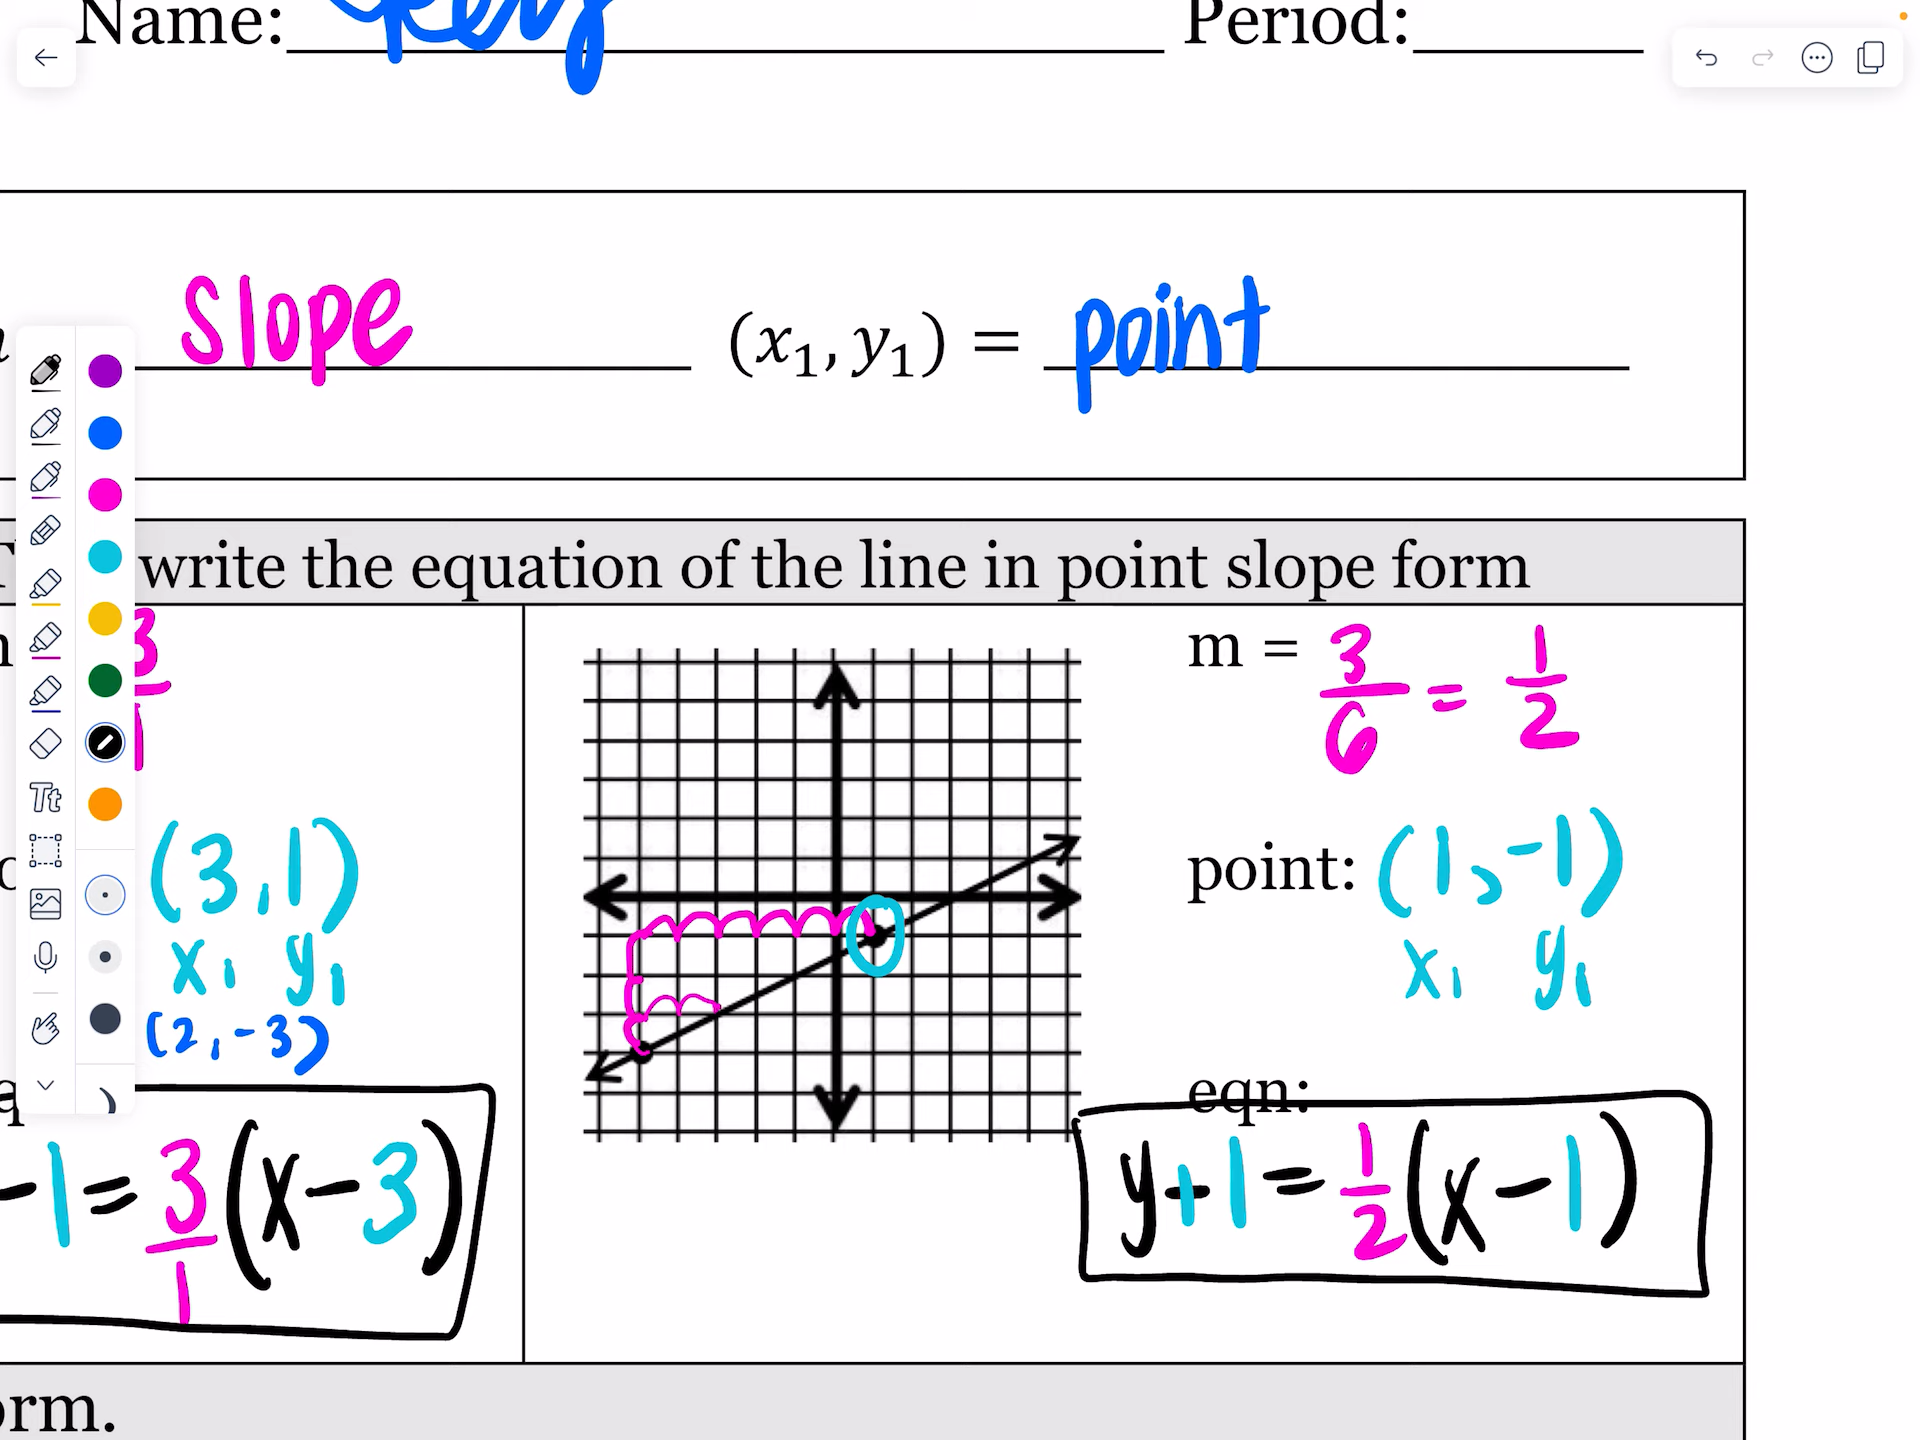 Name: key Period:
slope (x₁, y₁) = point
write the equation of the line in point slope form
3/1
(3, 1)
x₁ y₁
(2, -3)
- 1 = 3/1 (x - 3)
m = 3/6 = 1/2
point: (1, -1)
x₁ y₁
eqn:
y + 1 = 1/2 (x - 1)
orm.
Tt